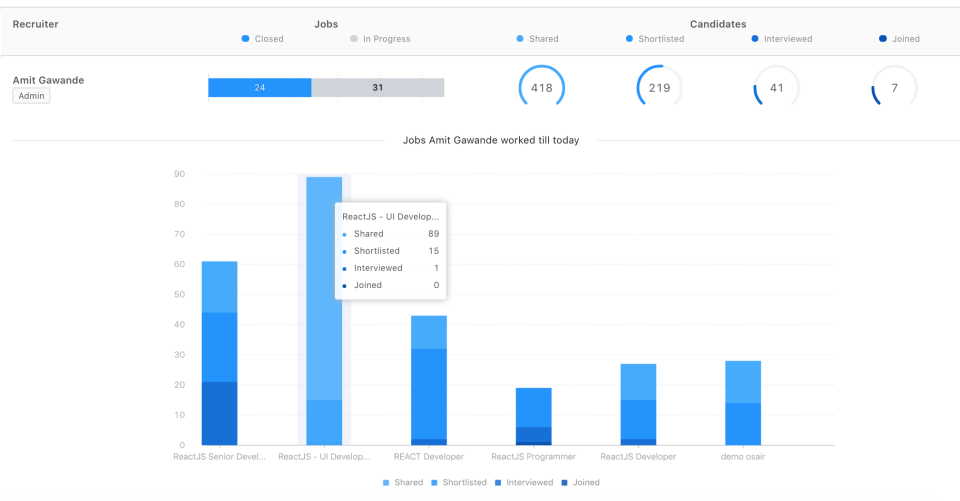 Recruiter Jobs Candidates
Closed In Progress Shared Shortlisted Interviewed Joined
Amit Gawande
Admin
24 31 418 219 41 7
Jobs Amit Gawande worked till today
90
80
70
60
50
40
30
20
10
0
ReactJS - UI Develop...
Shared 89
Shortlisted 15
Interviewed 1
Joined 0
ReactJS Senior Devel... ReactJS - UI Develop... REACT Developer ReactJS Programmer ReactJS Developer demo osair
Shared Shortlisted Interviewed Joined